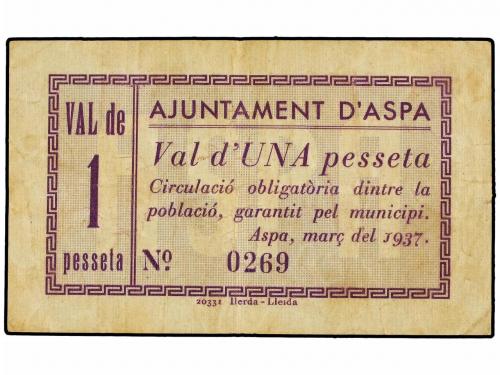 VAL de
1
pesseta
AJUNTAMENT D'ASPA
Val d'UNA pesseta
Circulació obligatòria dintre la
població, garantit pel municipi.
Aspa, març del 1937.
Nº 0269
20331 Ilerda - Lleida